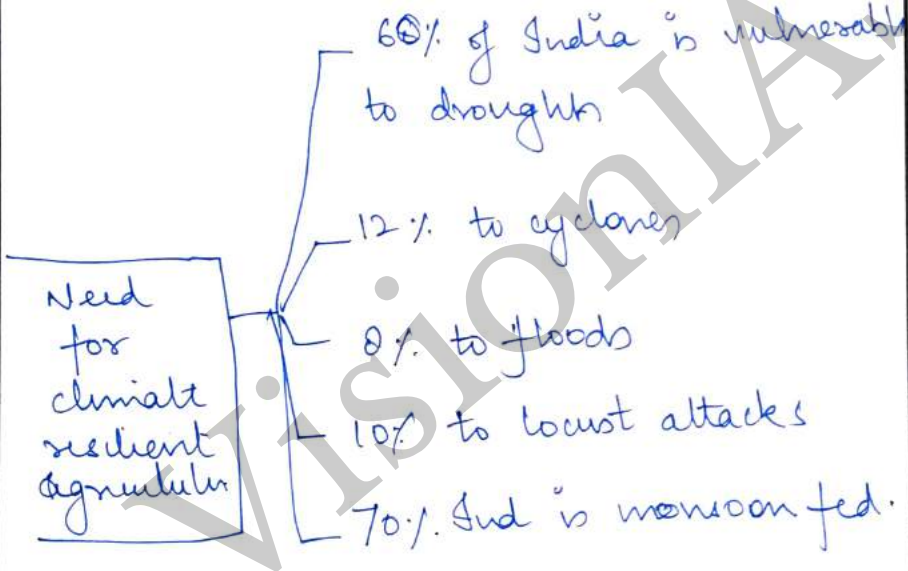 60% of India is vulnerable
to droughts
12% to cyclones
8% to floods
10% to locust attacks
70% Ind is monsoon fed.
Need
for
climate
resilient
agriculture
VisionIAS